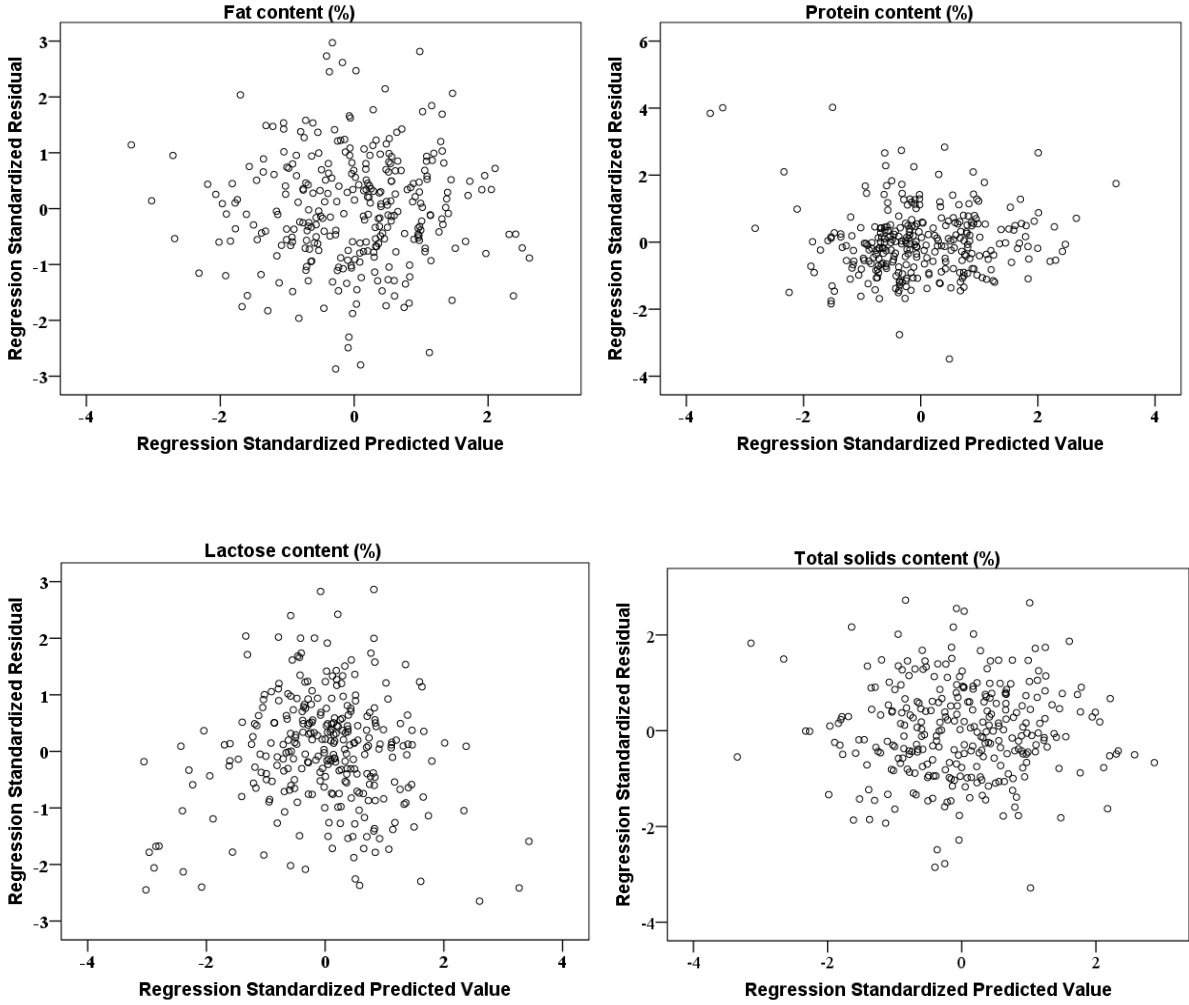 Fat content (%)
Regression Standardized Residual
3
2
1
0
-1
-2
-3
-4 -2 0 2
Regression Standardized Predicted Value
Protein content (%)
Regression Standardized Residual
6
4
2
0
-2
-4
-4 -2 0 2 4
Regression Standardized Predicted Value
Lactose content (%)
Regression Standardized Residual
3
2
1
0
-1
-2
-3
-4 -2 0 2 4
Regression Standardized Predicted Value
Total solids content (%)
Regression Standardized Residual
2
0
-2
-4
-4 -2 0 2
Regression Standardized Predicted Value